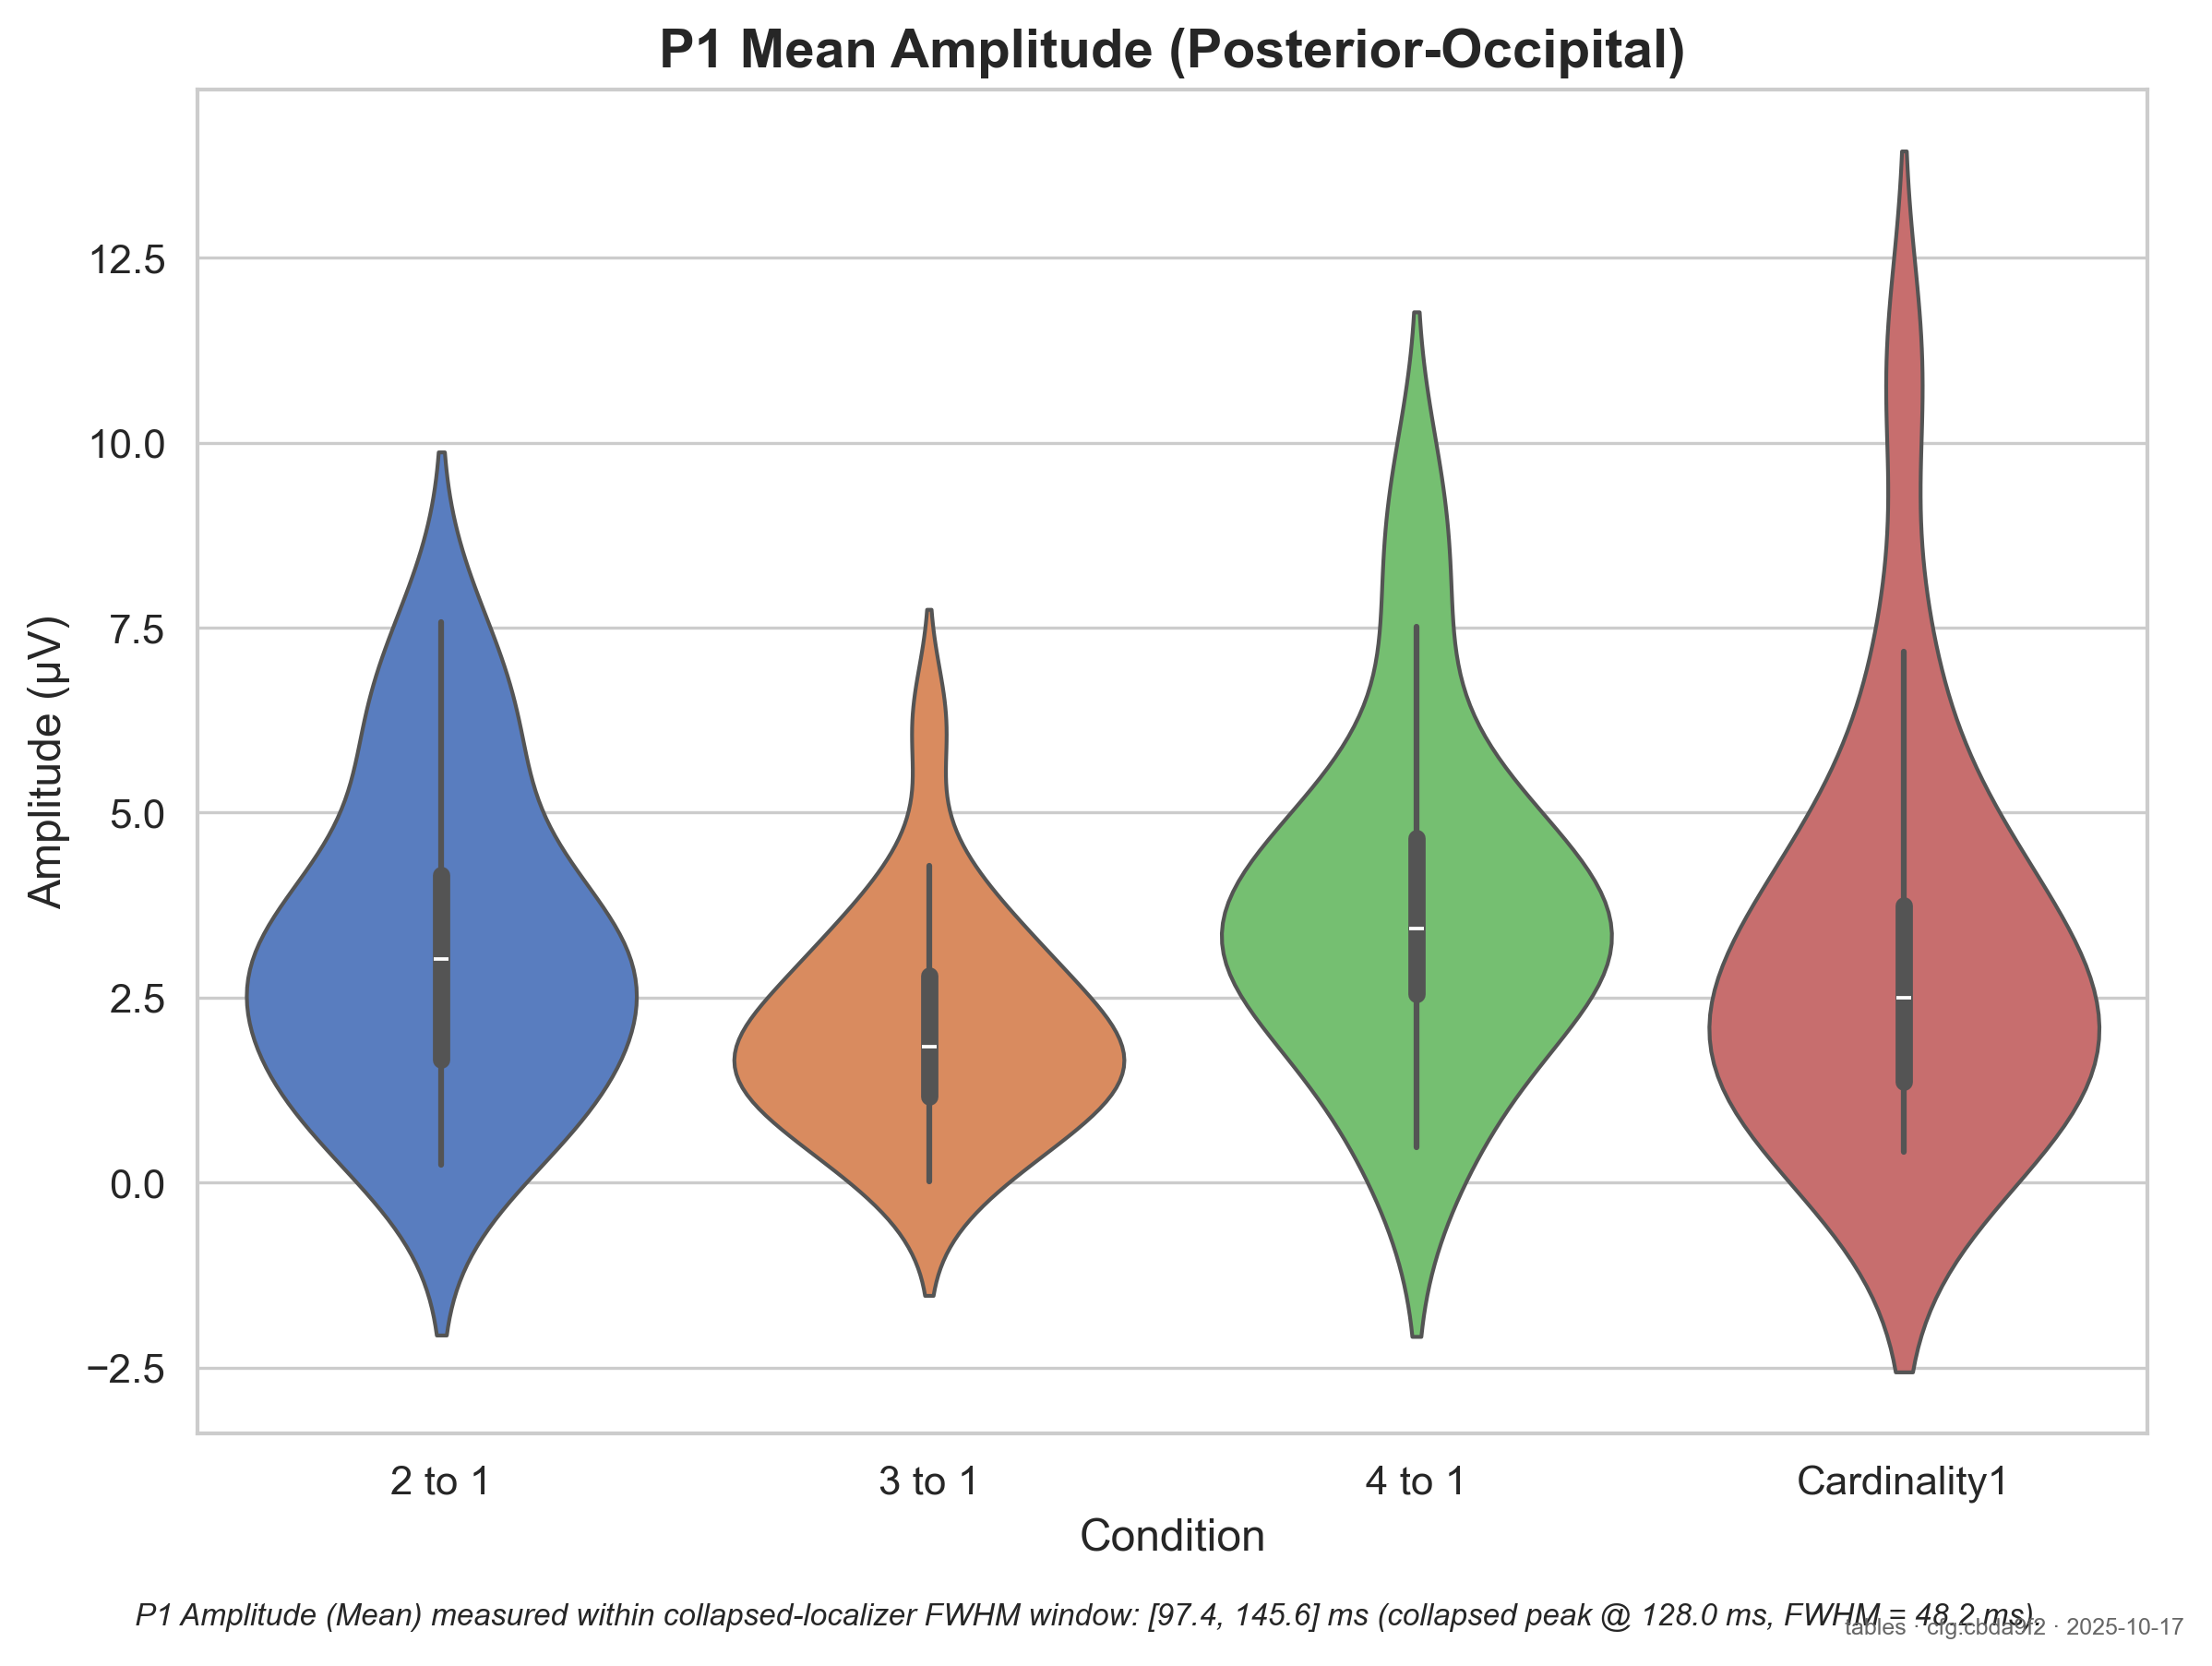 P1 Mean Amplitude (Posterior-Occipital)
Amplitude (µV)
12.5
10.0
7.5
5.0
2.5
0.0
−2.5
2 to 1
3 to 1
4 to 1
Cardinality1
Condition
P1 Amplitude (Mean) measured within collapsed-localizer FWHM window: [97.4, 145.6] ms (collapsed peak @ 128.0 ms, FWHM = 48.2 ms).
tables · cfg:cbda9f2 · 2025-10-17